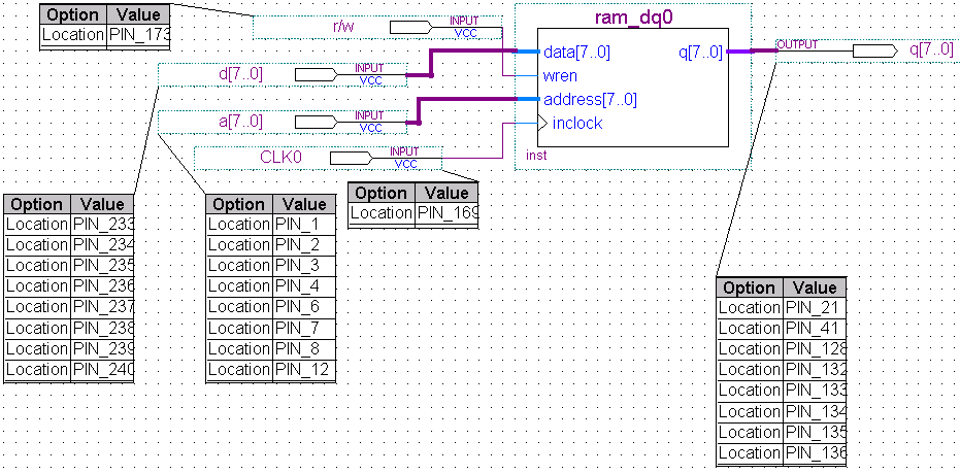 Option Value
Location PIN_173
r/w INPUT VCC
d[7..0] INPUT VCC
a[7..0] INPUT VCC
CLK0 INPUT VCC
ram_dq0
data[7..0] q[7..0]
wren
address[7..0]
inclock
inst
OUTPUT q[7..0]
Option Value
Location PIN_233
Location PIN_234
Location PIN_235
Location PIN_236
Location PIN_237
Location PIN_238
Location PIN_239
Location PIN_240
Option Value
Location PIN_1
Location PIN_2
Location PIN_3
Location PIN_4
Location PIN_6
Location PIN_7
Location PIN_8
Location PIN_12
Option Value
Location PIN_169
Option Value
Location PIN_21
Location PIN_41
Location PIN_128
Location PIN_132
Location PIN_133
Location PIN_134
Location PIN_135
Location PIN_136